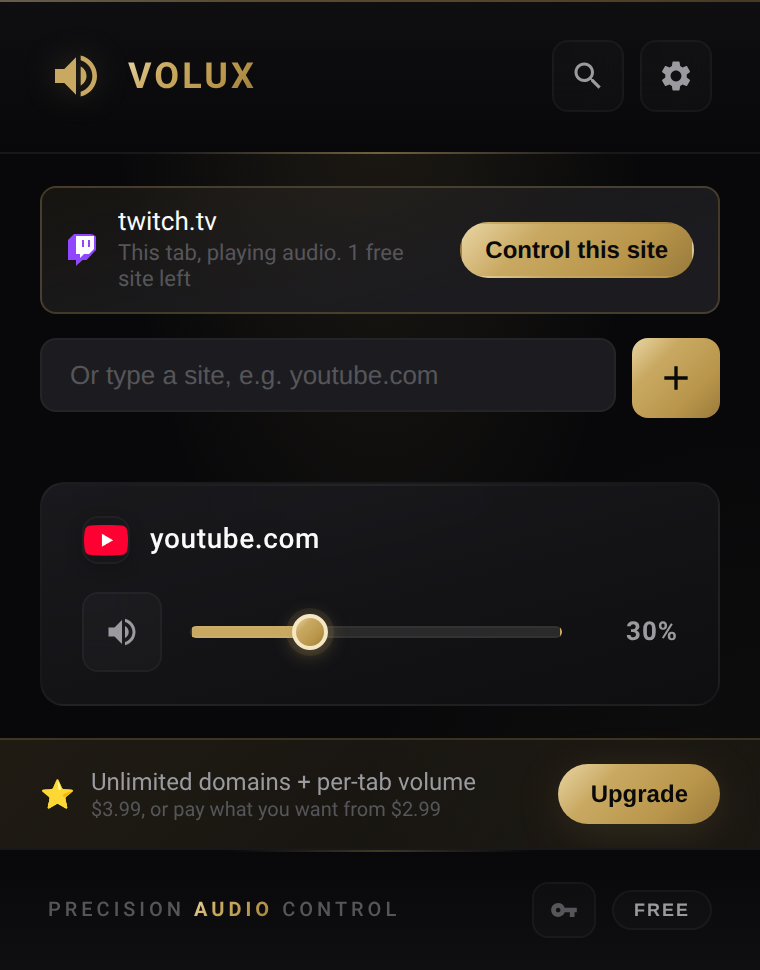 VOLUX
twitch.tv
This tab, playing audio. 1 free
site left
Control this site
Or type a site, e.g. youtube.com
+
youtube.com
30%
Unlimited domains + per-tab volume
$3.99, or pay what you want from $2.99
Upgrade
PRECISION AUDIO CONTROL
FREE